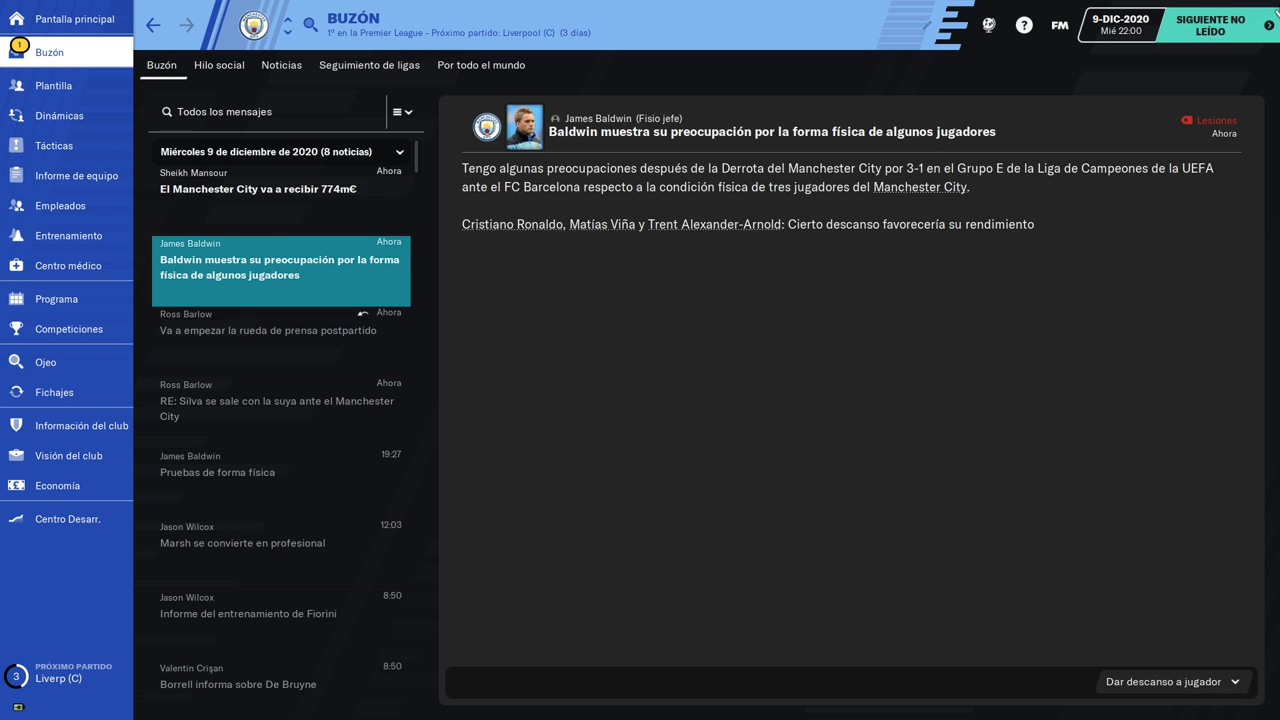 Pantalla principal
1
Buzón
Plantilla
Dinámicas
Tácticas
Informe de equipo
Empleados
Entrenamiento
Centro médico
Programa
Competiciones
Ojeo
Fichajes
Información del club
Visión del club
Economía
Centro Desarr.
PRÓXIMO PARTIDO
3
Liverp (C)
BUZÓN
1º en la Premier League - Próximo partido: Liverpool (C) (3 días)
?
FM
9-DIC-2020
Mié 22:00
SIGUIENTE NO LEÍDO
Buzón Hilo social Noticias Seguimiento de ligas Por todo el mundo
Todos los mensajes
Miércoles 9 de diciembre de 2020 (8 noticias)
Sheikh Mansour Ahora
El Manchester City va a recibir 774m€
James Baldwin Ahora
Baldwin muestra su preocupación por la forma
física de algunos jugadores
Ross Barlow Ahora
Va a empezar la rueda de prensa postpartido
Ross Barlow Ahora
RE: Silva se sale con la suya ante el Manchester
City
James Baldwin 19:27
Pruebas de forma física
Jason Wilcox 12:03
Marsh se convierte en profesional
Jason Wilcox 8:50
Informe del entrenamiento de Fiorini
Valentin Crişan 8:50
Borrell informa sobre De Bruyne
James Baldwin (Fisio jefe)
Baldwin muestra su preocupación por la forma física de algunos jugadores
Lesiones
Ahora
Tengo algunas preocupaciones después de la Derrota del Manchester City por 3-1 en el Grupo E de la Liga de Campeones de la UEFA
ante el FC Barcelona respecto a la condición física de tres jugadores del Manchester City.
Cristiano Ronaldo, Matías Viña y Trent Alexander-Arnold: Cierto descanso favorecería su rendimiento
Dar descanso a jugador